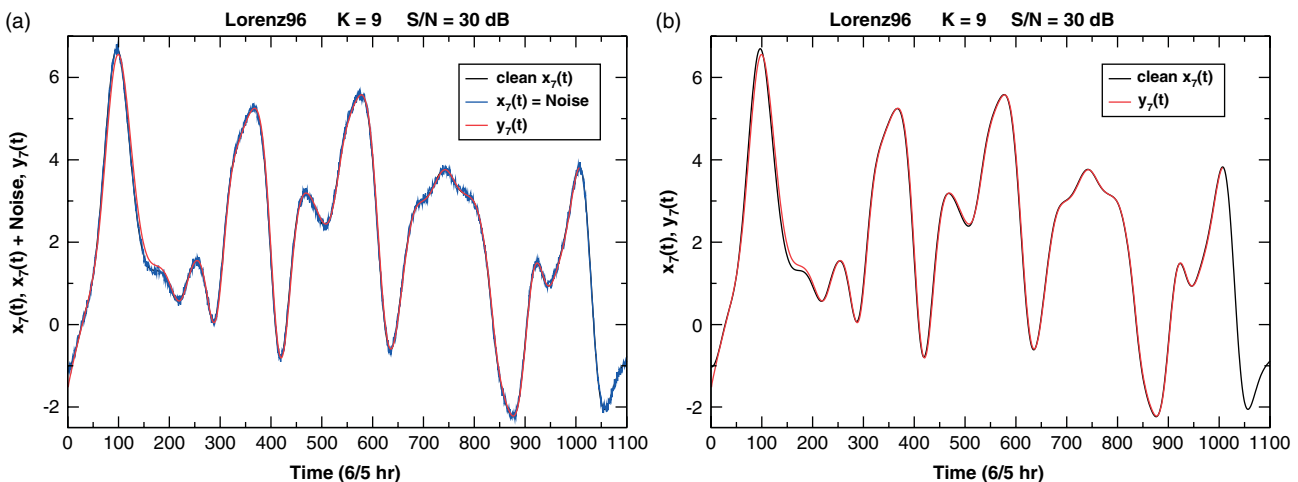 (a)
Lorenz96 K = 9 S/N = 30 dB
clean x₇(t)
x₇(t) = Noise
y₇(t)
x₇(t), x₇(t) + Noise, y₇(t)
6
4
2
0
-2
0 100 200 300 400 500 600 700 800 900 1000 1100
Time (6/5 hr)
(b)
Lorenz96 K = 9 S/N = 30 dB
clean x₇(t)
y₇(t)
x₇(t), y₇(t)
6
4
2
0
-2
0 100 200 300 400 500 600 700 800 900 1000 1100
Time (6/5 hr)